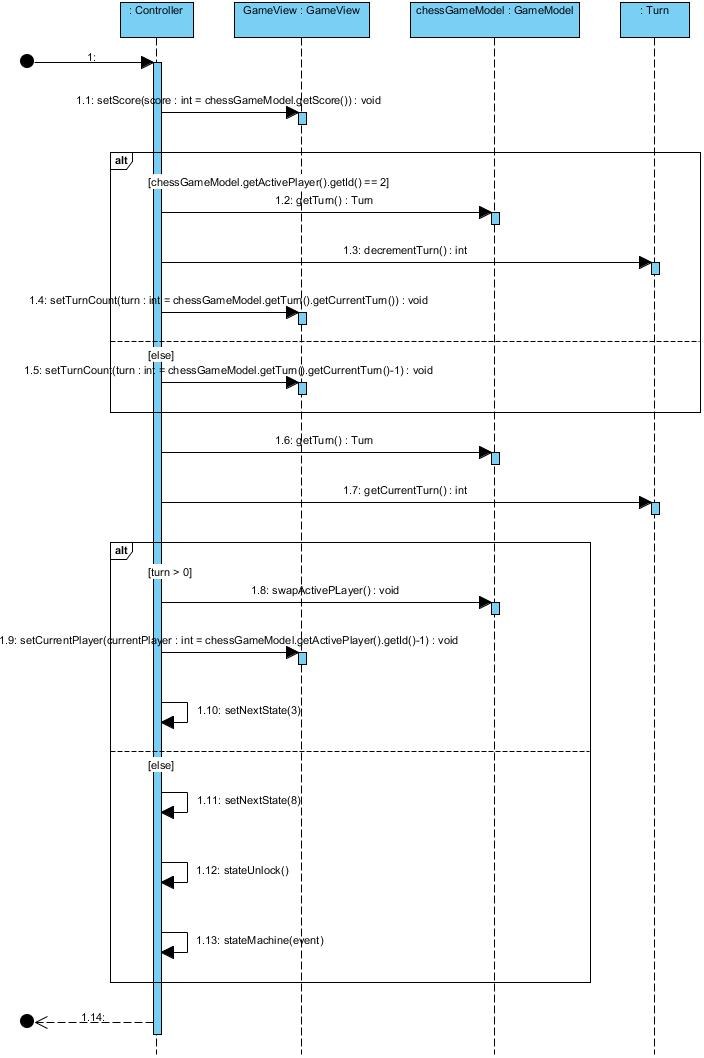 : Controller
GameView : GameView
chessGameModel : GameModel
: Turn
1:
1.1: setScore(score : int = chessGameModel.getScore()) : void
alt
[chessGameModel.getActivePlayer().getId() == 2]
1.2: getTurn() : Turn
1.3: decrementTurn() : int
1.4: setTurnCount(turn : int = chessGameModel.getTurn().getCurrentTurn()) : void
[else]
1.5: setTurnCount(turn : int = chessGameModel.getTurn().getCurrentTurn()-1) : void
1.6: getTurn() : Turn
1.7: getCurrentTurn() : int
alt
[turn > 0]
1.8: swapActivePLayer() : void
1.9: setCurrentPlayer(currentPlayer : int = chessGameModel.getActivePlayer().getId()-1) : void
1.10: setNextState(3)
[else]
1.11: setNextState(8)
1.12: stateUnlock()
1.13: stateMachine(event)
1.14: